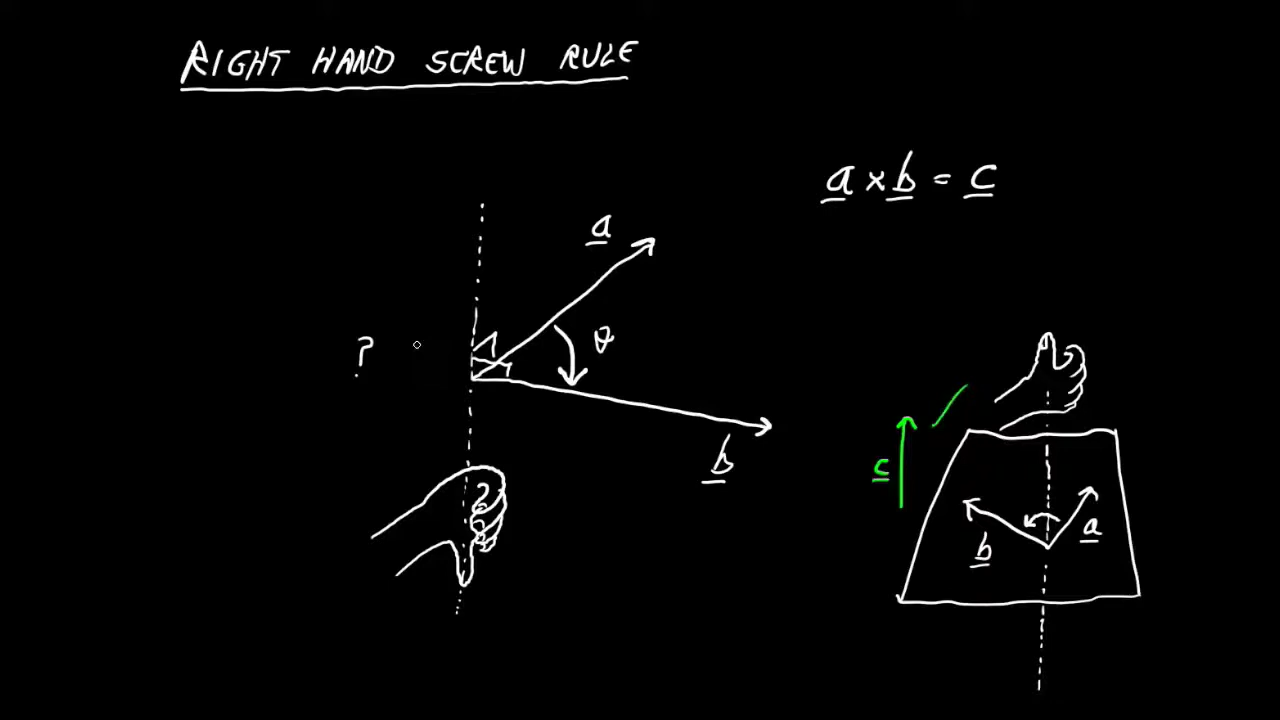 RIGHT HAND SCREW RULE
a × b = c
a
?
θ
b
c
b
a